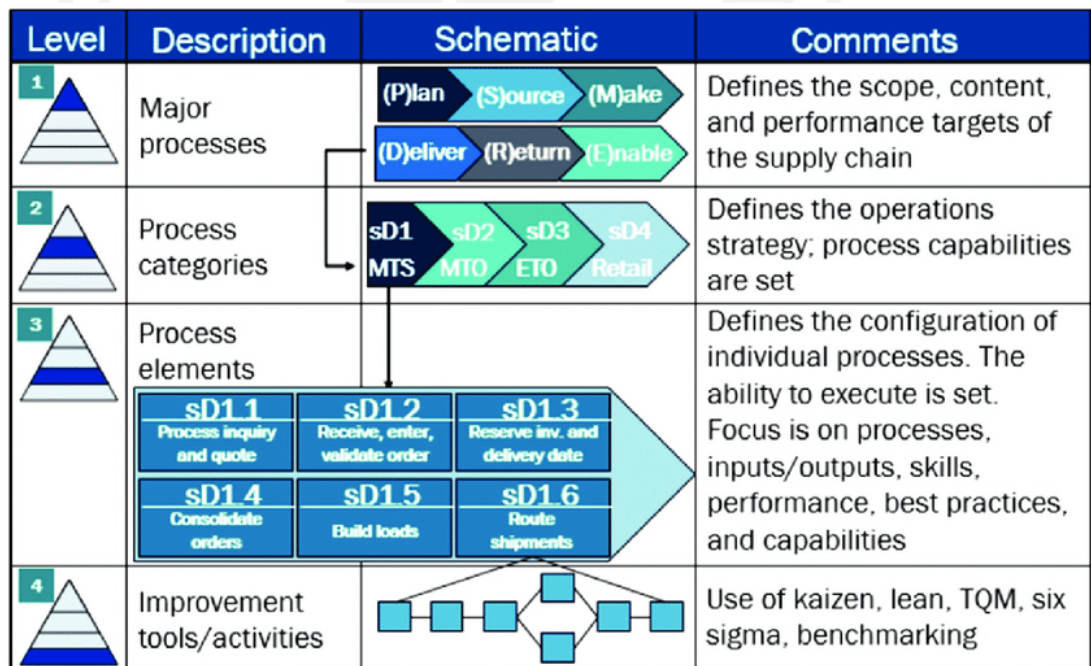 Level Description Schematic Comments
1
Major
processes
(P)lan (S)ource (M)ake
(D)eliver (R)eturn (E)nable
Defines the scope, content,
and performance targets of
the supply chain
2
Process
categories
sD1 sD2 sD3 sD4
MTS MTO ETO Retail
Defines the operations
strategy; process capabilities
are set
3
Process
elements
sD1.1 sD1.2 sD1.3
Process inquiry
and quote
Receive, enter,
validate order
Reserve inv. and
delivery date
sD1.4 sD1.5 sD1.6
Consolidate
orders
Build loads
Route
shipments
Defines the configuration of
individual processes. The
ability to execute is set.
Focus is on processes,
inputs/outputs, skills,
performance, best practices,
and capabilities
4
Improvement
tools/activities
Use of kaizen, lean, TQM, six
sigma, benchmarking